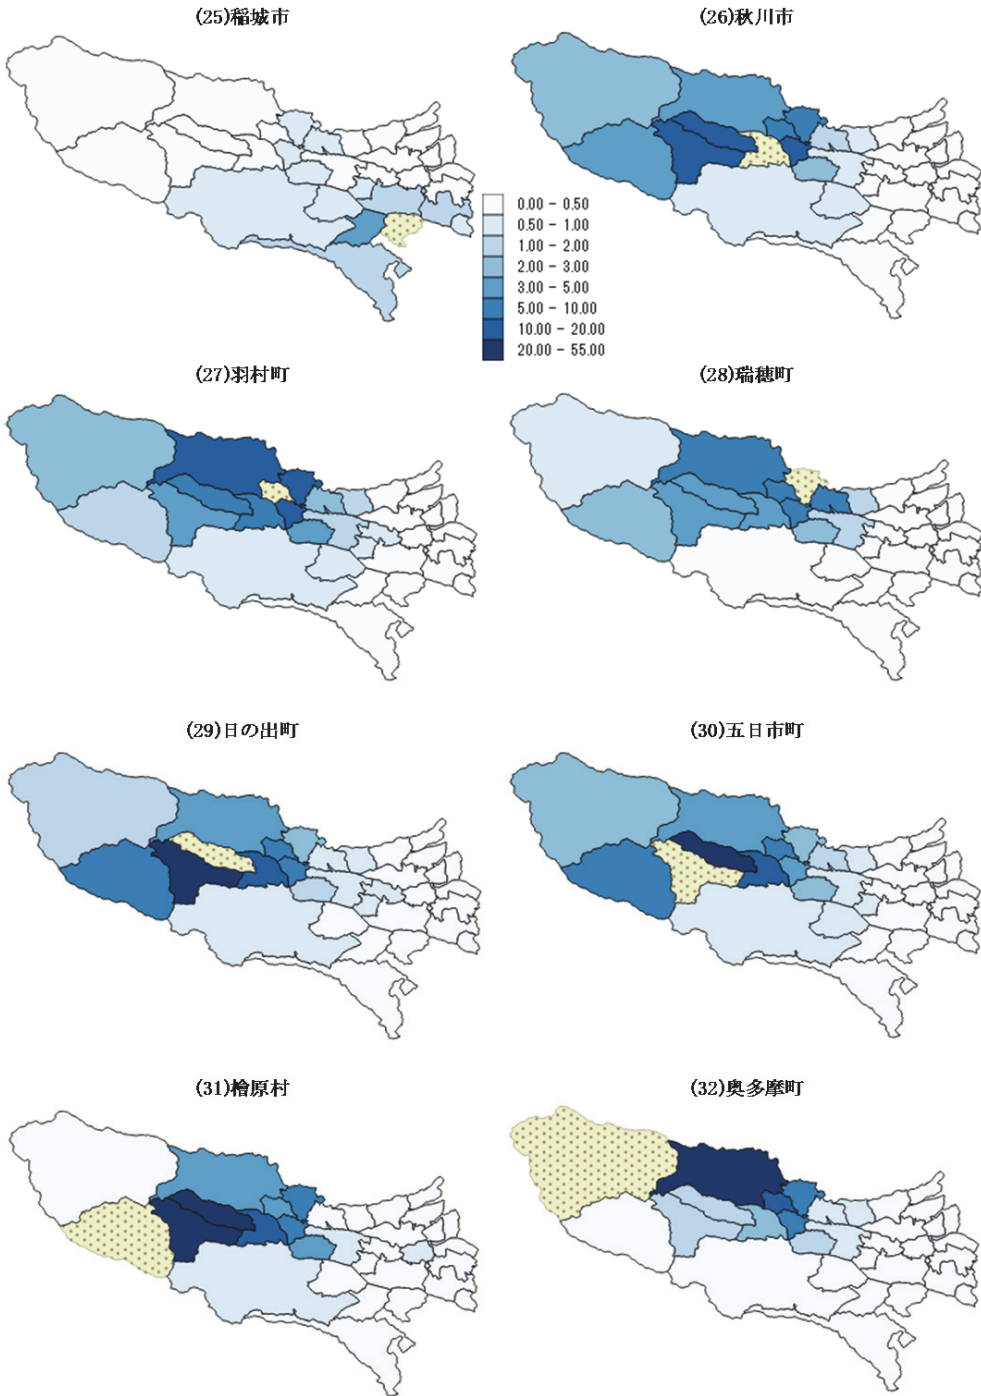 (25)稲城市
(26)秋川市
0.00 - 0.50
0.50 - 1.00
1.00 - 2.00
2.00 - 3.00
3.00 - 5.00
5.00 - 10.00
10.00 - 20.00
20.00 - 55.00
(27)羽村町
(28)瑞穂町
(29)日の出町
(30)五日市町
(31)檜原村
(32)奥多摩町